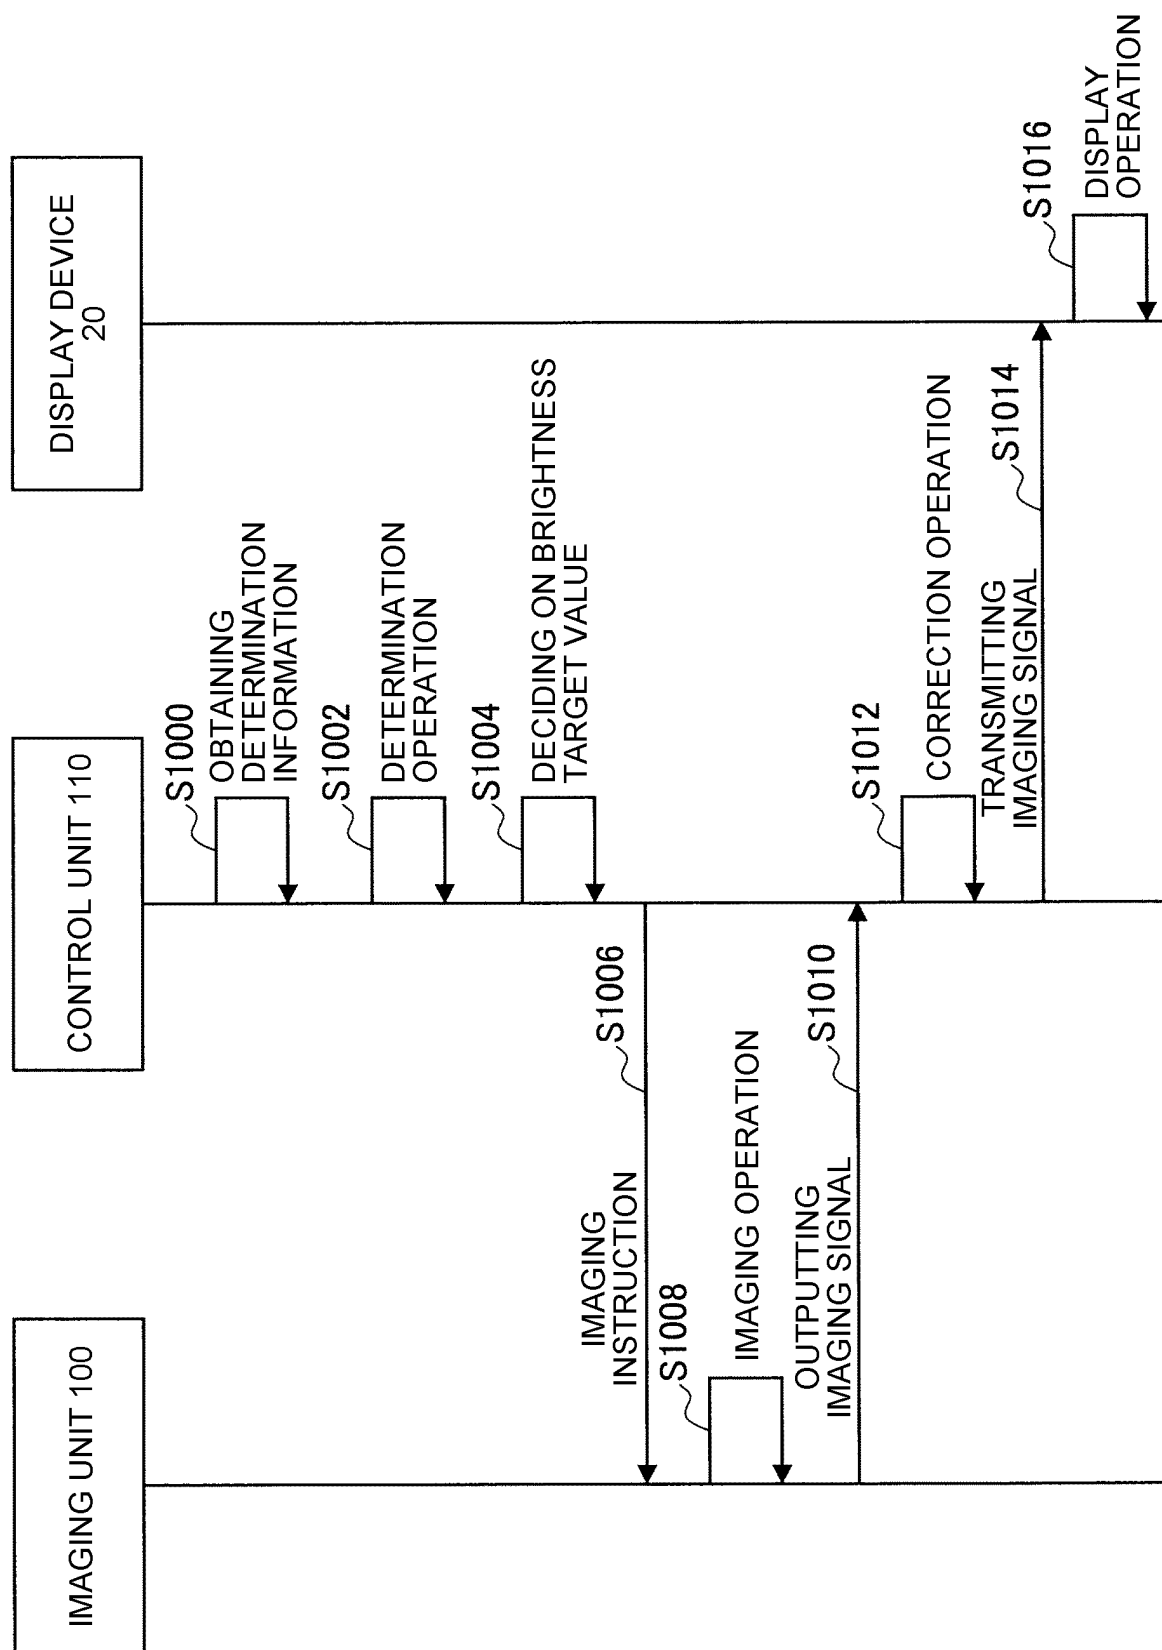 IMAGING UNIT 100
CONTROL UNIT 110
DISPLAY DEVICE
20
S1000
OBTAINING
DETERMINATION
INFORMATION
S1002
DETERMINATION
OPERATION
S1004
DECIDING ON BRIGHTNESS
TARGET VALUE
IMAGING
INSTRUCTION
S1006
S1008
IMAGING OPERATION
OUTPUTTING
IMAGING SIGNAL
S1010
S1012
CORRECTION OPERATION
TRANSMITTING
IMAGING SIGNAL
S1014
S1016
DISPLAY
OPERATION